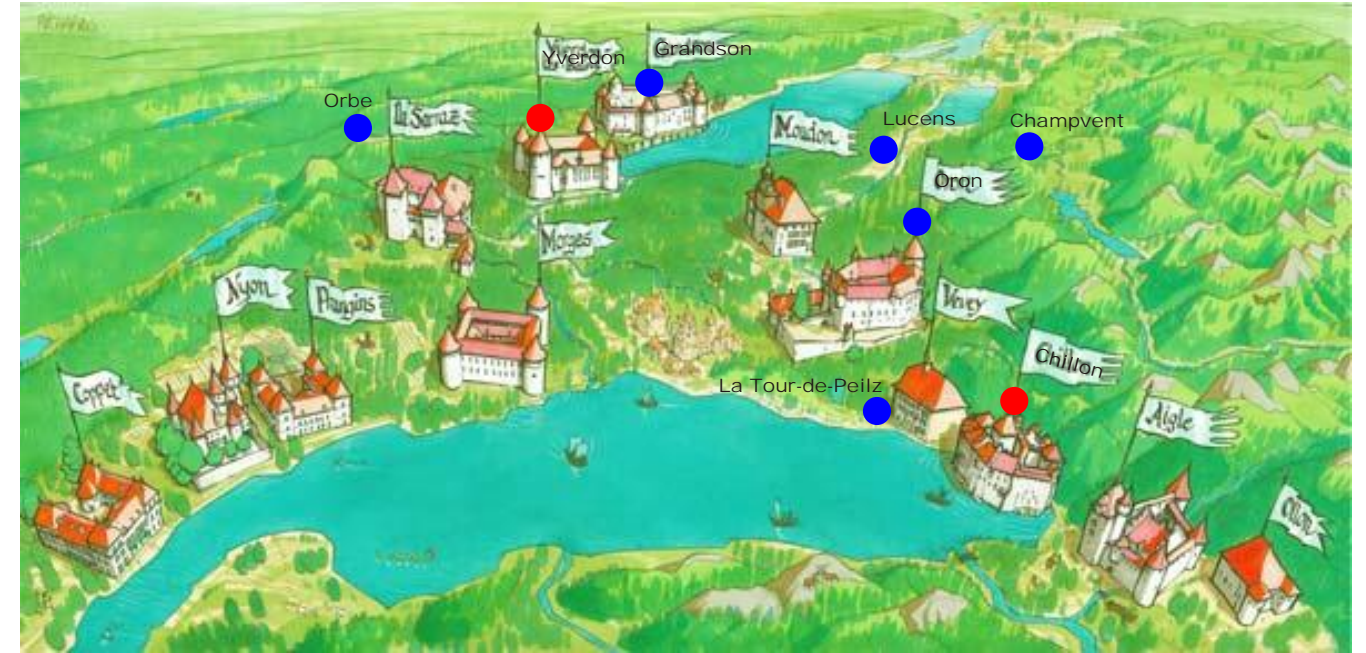 Yverdon
Grandson
Orbe
la Sarraz
Moudon
Lucens
Champvent
Oron
Morges
Nyon
Prangins
Vevey
Chillon
La Tour-de-Peilz
Coppet
Aigle
Ollon